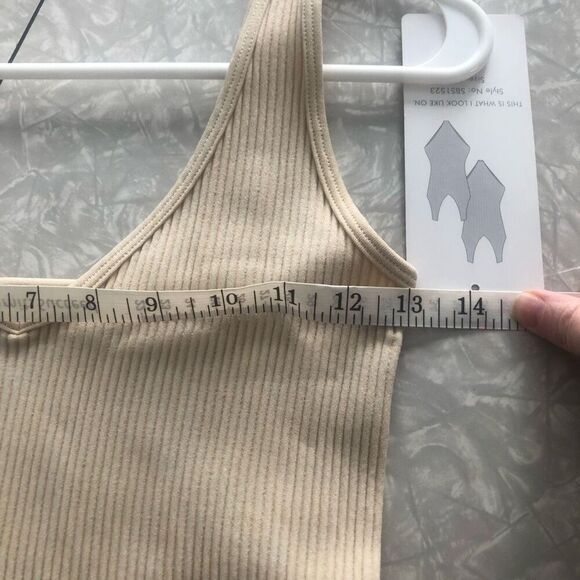 THIS IS WHAT I LOOK LIKE ON.
Style No: SBS1523
7 8 9 10 11 12 13 14